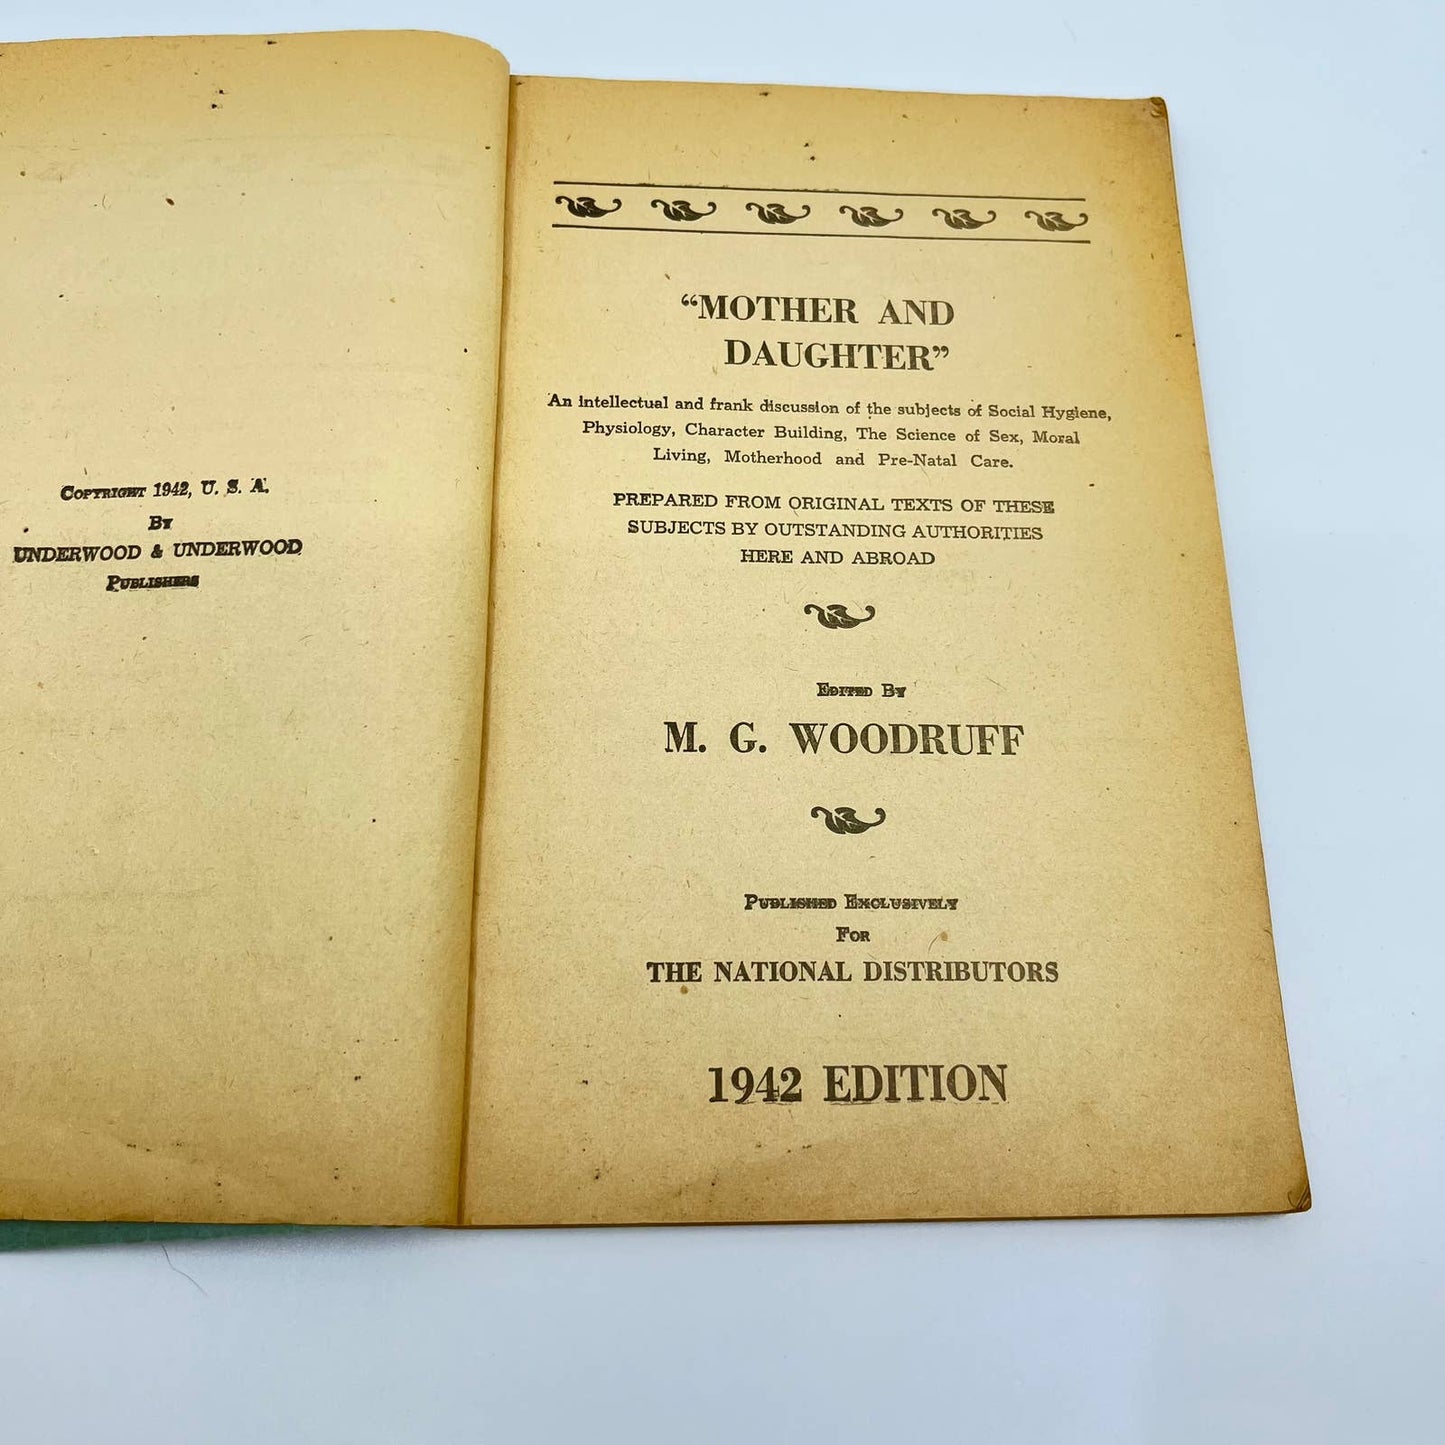 COPYRIGHT 1942, U. S. A.
BY
UNDERWOOD & UNDERWOOD
PUBLISHERS
“MOTHER AND
DAUGHTER”
An intellectual and frank discussion of the subjects of Social Hygiene,
Physiology, Character Building, The Science of Sex, Moral
Living, Motherhood and Pre-Natal Care.
PREPARED FROM ORIGINAL TEXTS OF THESE
SUBJECTS BY OUTSTANDING AUTHORITIES
HERE AND ABROAD
EDITED BY
M. G. WOODRUFF
PUBLISHED EXCLUSIVELY
FOR
THE NATIONAL DISTRIBUTORS
1942 EDITION